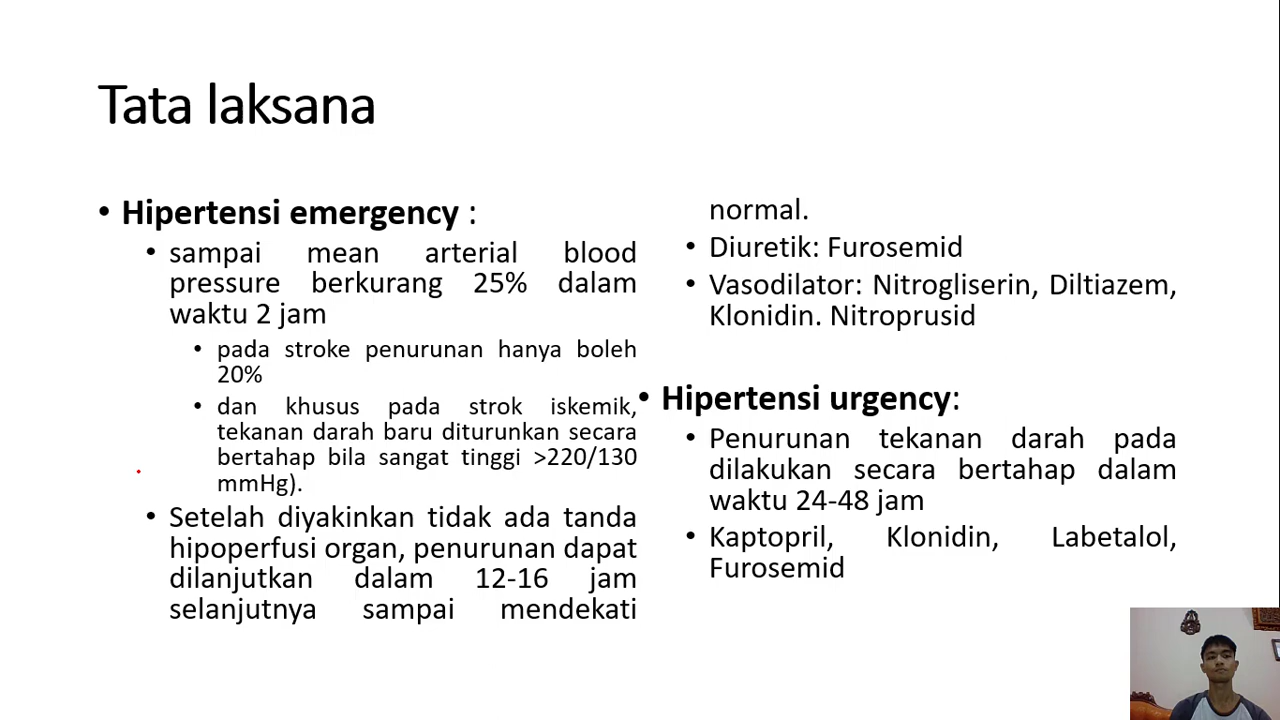 Tata laksana
• Hipertensi emergency :
• sampai mean arterial blood
pressure berkurang 25% dalam
waktu 2 jam
• pada stroke penurunan hanya boleh
20%
• dan khusus pada strok iskemik,
tekanan darah baru diturunkan secara
bertahap bila sangat tinggi >220/130
mmHg).
• Setelah diyakinkan tidak ada tanda
hipoperfusi organ, penurunan dapat
dilanjutkan dalam 12-16 jam
selanjutnya sampai mendekati
normal.
• Diuretik: Furosemid
• Vasodilator: Nitrogliserin, Diltiazem,
Klonidin. Nitroprusid
• Hipertensi urgency:
• Penurunan tekanan darah pada
dilakukan secara bertahap dalam
waktu 24-48 jam
• Kaptopril, Klonidin, Labetalol,
Furosemid